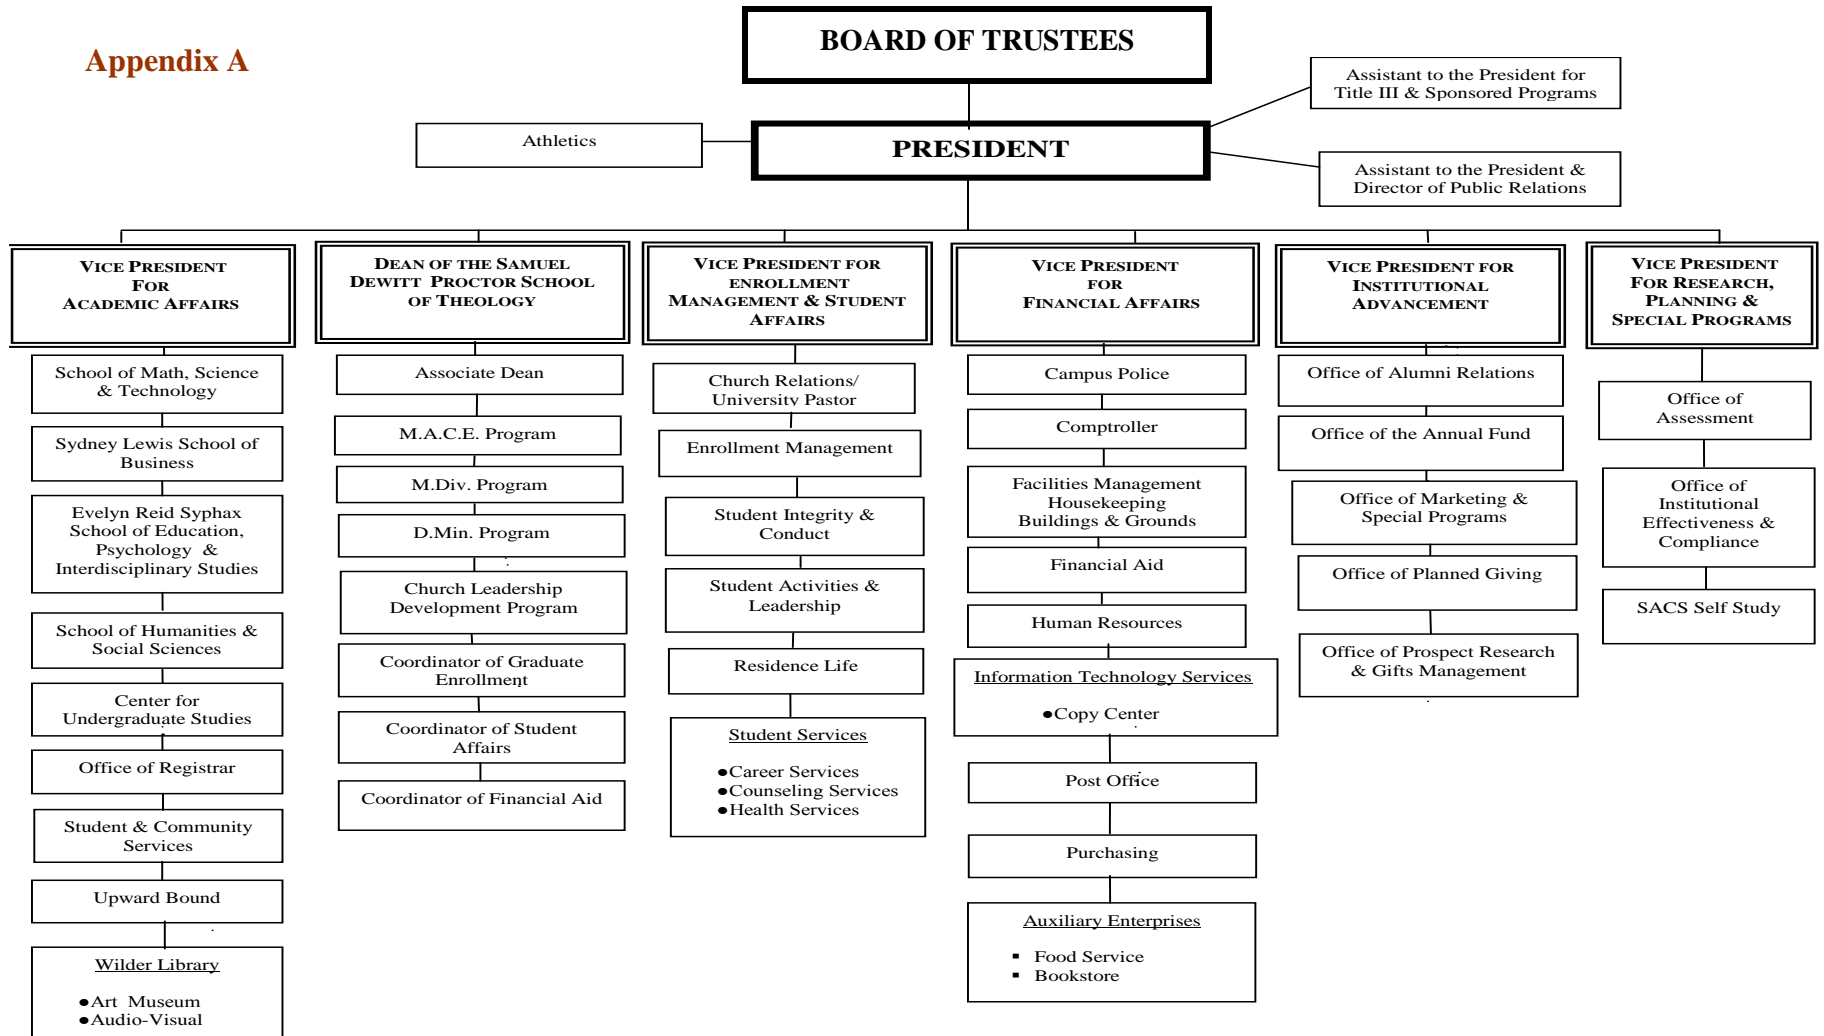 Appendix A
BOARD OF TRUSTEES
Assistant to the President for
Title III & Sponsored Programs
Athletics
PRESIDENT
Assistant to the President &
Director of Public Relations
VICE PRESIDENT
FOR
ACADEMIC AFFAIRS
School of Math, Science
& Technology
Sydney Lewis School of
Business
Evelyn Reid Syphax
School of Education,
Psychology &
Interdisciplinary Studies
School of Humanities &
Social Sciences
Center for
Undergraduate Studies
Office of Registrar
Student & Community
Services
Upward Bound
Wilder Library
●Art Museum
●Audio-Visual
DEAN OF THE SAMUEL
DEWITT PROCTOR SCHOOL
OF THEOLOGY
Associate Dean
M.A.C.E. Program
M.Div. Program
D.Min. Program
Church Leadership
Development Program
Coordinator of Graduate
Enrollment
Coordinator of Student
Affairs
Coordinator of Financial Aid
VICE PRESIDENT FOR
ENROLLMENT
MANAGEMENT & STUDENT
AFFAIRS
Church Relations/
University Pastor
Enrollment Management
Student Integrity &
Conduct
Student Activities &
Leadership
Residence Life
Student Services
●Career Services
●Counseling Services
●Health Services
VICE PRESIDENT
FOR
FINANCIAL AFFAIRS
Campus Police
Comptroller
Facilities Management
Housekeeping
Buildings & Grounds
Financial Aid
Human Resources
Information Technology Services
●Copy Center
Post Office
Purchasing
Auxiliary Enterprises
▪ Food Service
▪ Bookstore
VICE PRESIDENT FOR
INSTITUTIONAL
ADVANCEMENT
Office of Alumni Relations
Office of the Annual Fund
Office of Marketing &
Special Programs
Office of Planned Giving
Office of Prospect Research
& Gifts Management
VICE PRESIDENT
FOR RESEARCH,
PLANNING &
SPECIAL PROGRAMS
Office of
Assessment
Office of
Institutional
Effectiveness &
Compliance
SACS Self Study